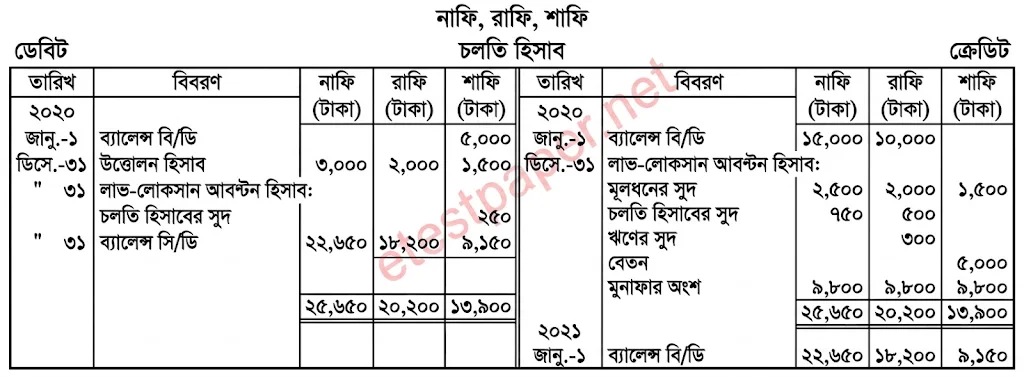 নাফি, রাফি, শাফি
ডেবিট চলতি হিসাব ক্রেডিট
তারিখ বিবরণ নাফি (টাকা) রাফি (টাকা) শাফি (টাকা) তারিখ বিবরণ নাফি (টাকা) রাফি (টাকা) শাফি (টাকা)
২০২০ ২০২০
জানু.-১ ব্যালেন্স বি/ডি ৫,০০০ জানু.-১ ব্যালেন্স বি/ডি ১৫,০০০ ১০,০০০
ডিসে.-৩১ উত্তোলন হিসাব ৩,০০০ ২,০০০ ১,৫০০ ডিসে.-৩১ লাভ-লোকসান আবন্টন হিসাব:
" ৩১ লাভ-লোকসান আবন্টন হিসাব: মূলধনের সুদ ২,৫০০ ২,০০০ ১,৫০০
চলতি হিসাবের সুদ ২৫০ চলতি হিসাবের সুদ ৭৫০ ৫০০
" ৩১ ব্যালেন্স সি/ডি ২২,৬৫০ ১৮,২০০ ৯,১৫০ ঋণের সুদ ৩০০
বেতন ৫,০০০
মুনাফার অংশ ৯,৮০০ ৯,৮০০ ৯,৮০০
২৫,৬৫০ ২০,২০০ ১৩,৯০০ ২৫,৬৫০ ২০,২০০ ১৩,৯০০
২০২১
জানু.-১ ব্যালেন্স বি/ডি ২২,৬৫০ ১৮,২০০ ৯,১৫০
etestpaper.net